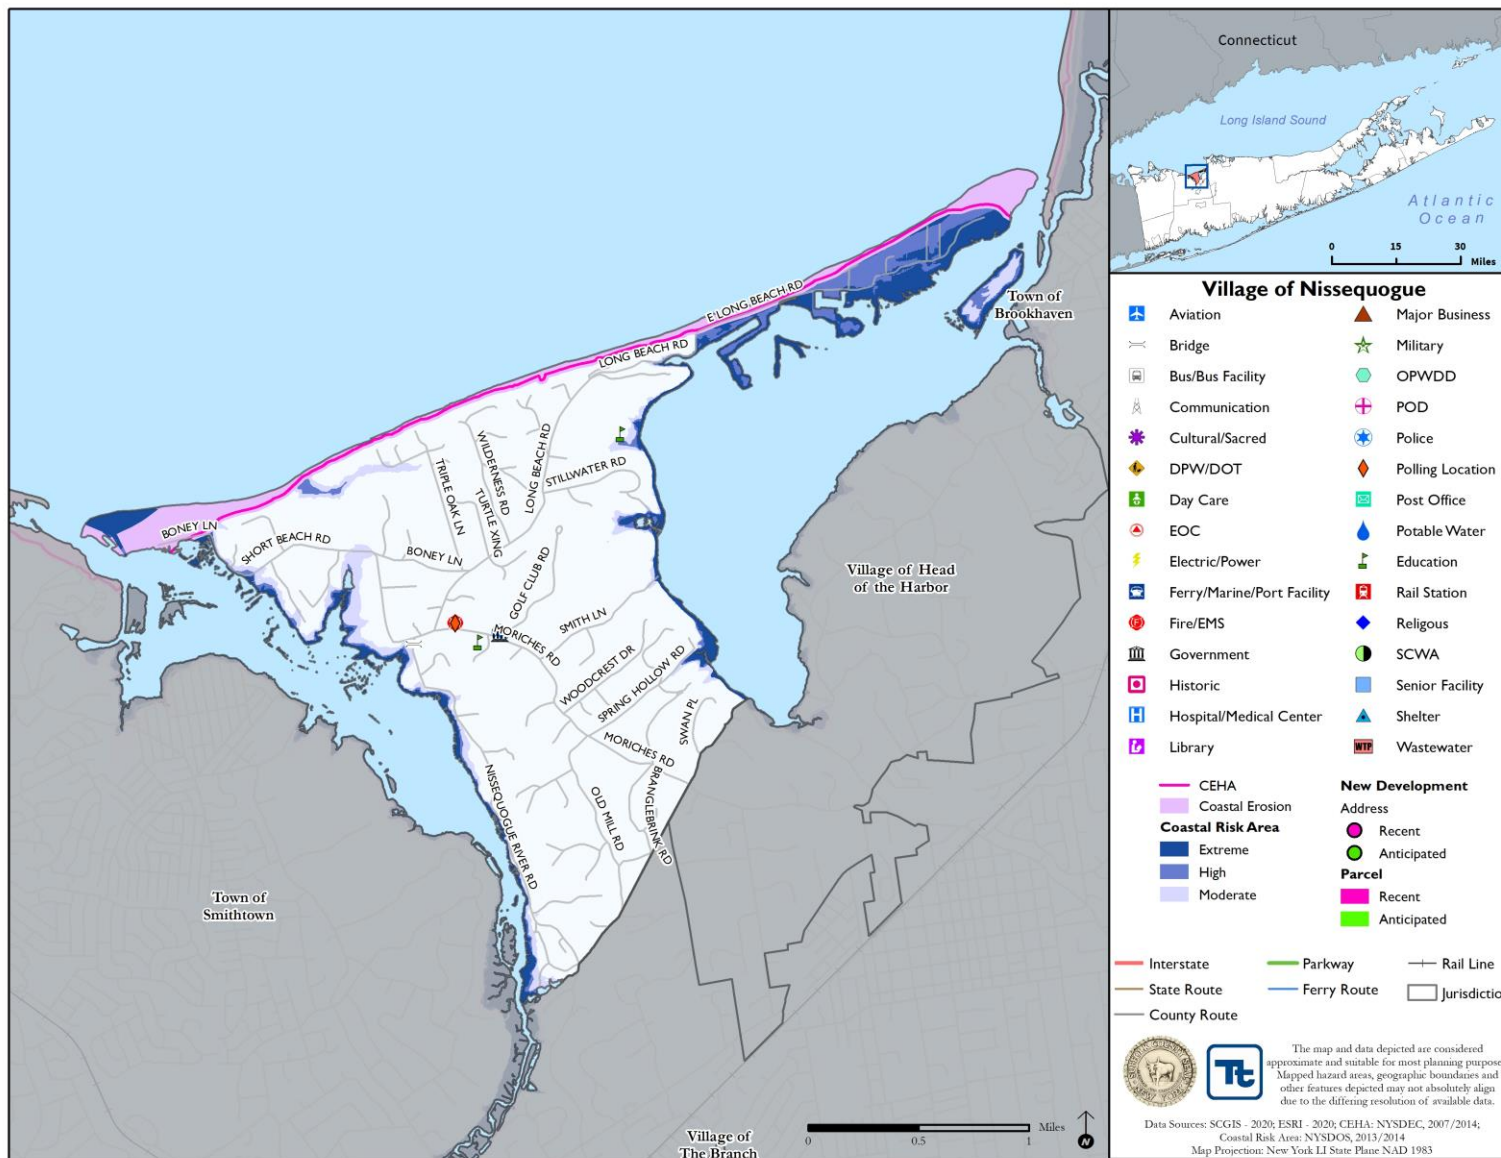 Connecticut
Long Island Sound
Atlantic
Ocean
0 15 30
Miles
E LONG BEACH RD
LONG BEACH RD
Town of
Brookhaven
WILDERNESS RD
LONG BEACH RD
TRIPLE OAK LN
TURTLE XING
STILLWATER RD
BONEY LN
SHORT BEACH RD
BONEY LN
GOLF CLUB RD
Village of Head
of the Harbor
MORICHES RD
SMITH LN
WOODCREST DR
SPRING HOLLOW RD
SWAN PL
MORICHES RD
NISSEQUOGUE RIVER RD
OLD MILL RD
BRANGLEBRINK RD
Town of
Smithtown
Village of
The Branch
0 0.5 1 Miles
N
Village of Nissequogue
Aviation
Bridge
Bus/Bus Facility
Communication
Cultural/Sacred
DPW/DOT
Day Care
EOC
Electric/Power
Ferry/Marine/Port Facility
Fire/EMS
Government
Historic
Hospital/Medical Center
Library
Major Business
Military
OPWDD
POD
Police
Polling Location
Post Office
Potable Water
Education
Rail Station
Religous
SCWA
Senior Facility
Shelter
WTP Wastewater
CEHA
Coastal Erosion
Coastal Risk Area
Extreme
High
Moderate
New Development
Address
Recent
Anticipated
Parcel
Recent
Anticipated
Interstate
State Route
County Route
Parkway
Ferry Route
Rail Line
Jurisdictio
Tt
The map and data depicted are considered
approximate and suitable for most planning purpose
Mapped hazard areas, geographic boundaries and
other features depicted may not absolutely align
due to the differing resolution of available data.
Data Sources: SCGIS - 2020; ESRI - 2020; CEHA: NYSDEC, 2007/2014;
Coastal Risk Area: NYSDOS, 2013/2014
Map Projection: New York LI State Plane NAD 1983